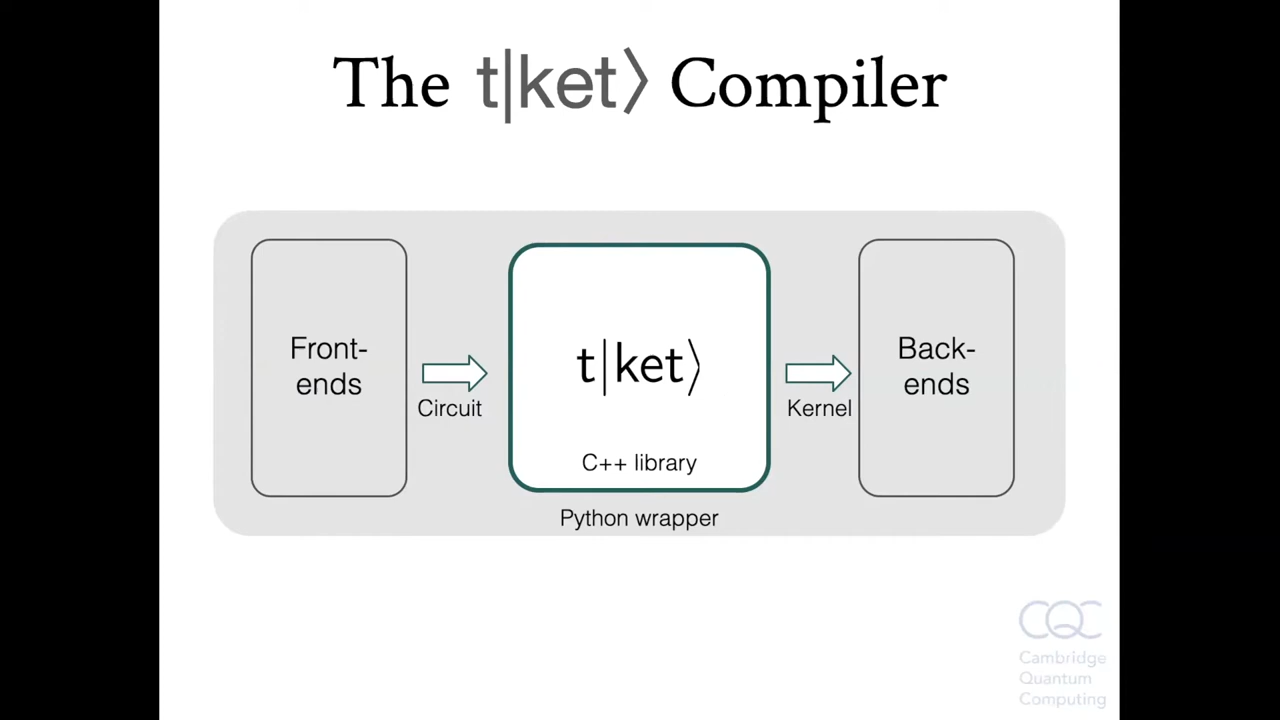 The t|ket⟩ Compiler
Front-
ends
Circuit
t|ket⟩
C++ library
Kernel
Back-
ends
Python wrapper
CQC
Cambridge
Quantum
Computing